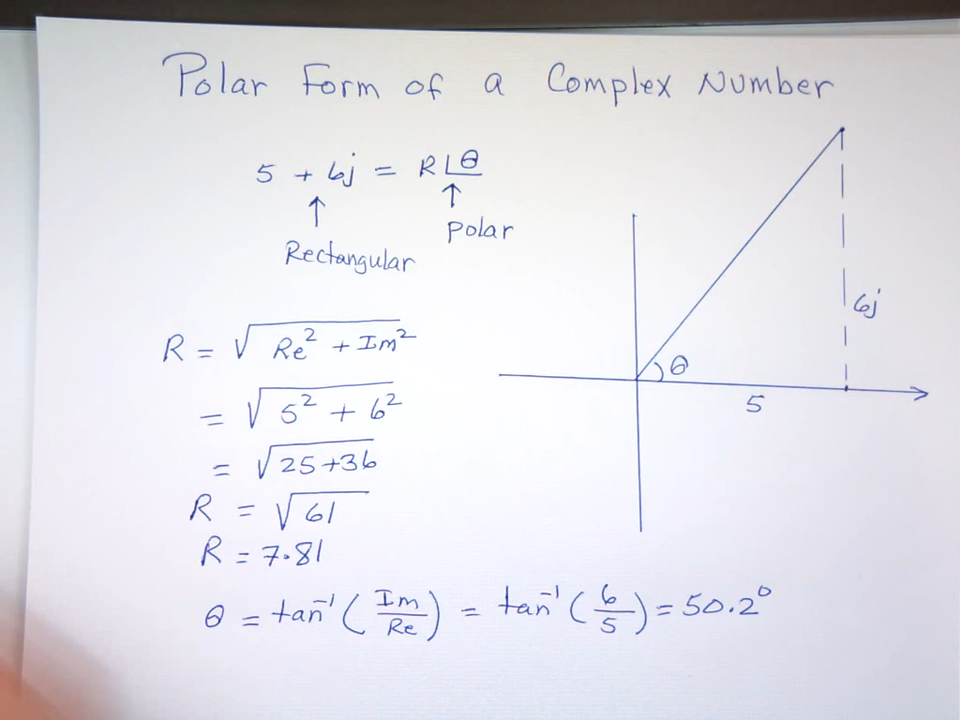 Polar Form of a Complex Number
5 + 6j = R∠θ
↑ ↑
Rectangular Polar
R = √(Re² + Im²)
= √(5² + 6²)
= √(25+36)
R = √61
R = 7.81
θ = tan⁻¹(Im/Re) = tan⁻¹(6/5) = 50.2°
6j
θ
5